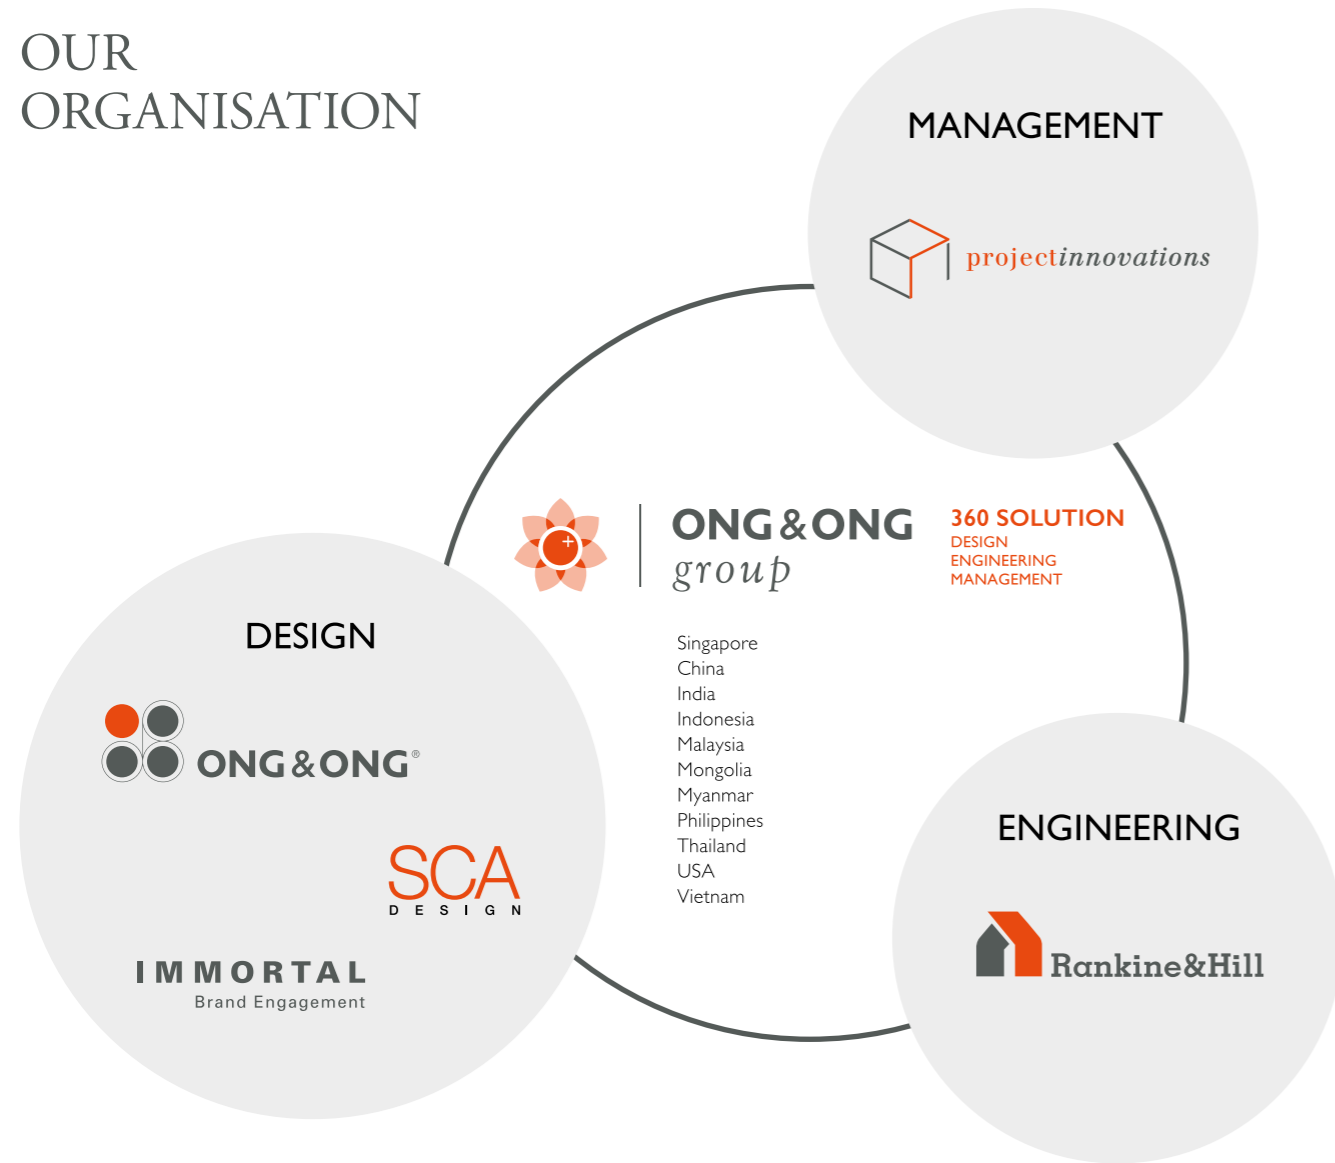 OUR
ORGANISATION
MANAGEMENT
projectinnovations
ONG&ONG
group
360 SOLUTION
DESIGN
ENGINEERING
MANAGEMENT
Singapore
China
India
Indonesia
Malaysia
Mongolia
Myanmar
Philippines
Thailand
USA
Vietnam
DESIGN
ONG&ONG®
SCA
DESIGN
IMMORTAL
Brand Engagement
ENGINEERING
Rankine&Hill